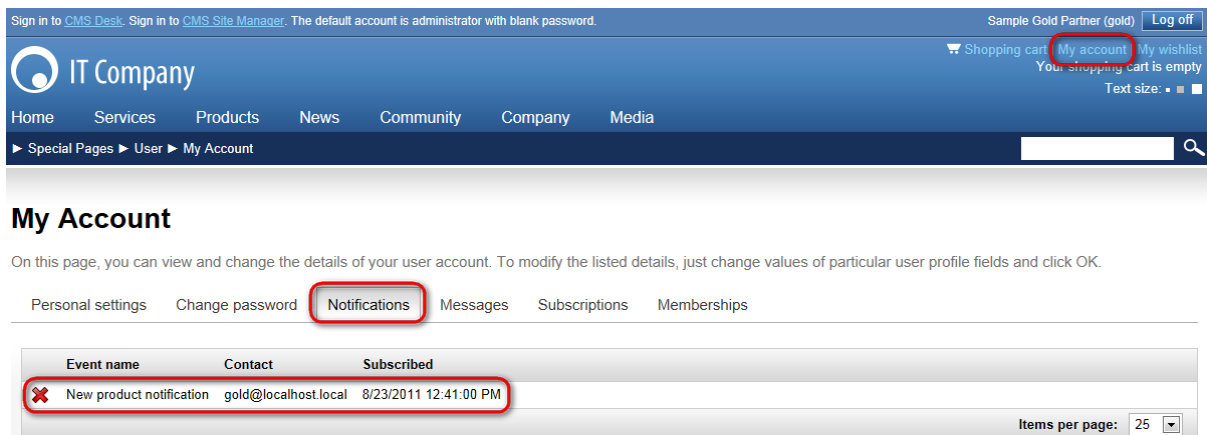 Sign in to CMS Desk. Sign in to CMS Site Manager. The default account is administrator with blank password. Sample Gold Partner (gold) Log off
Shopping cart My account My wishlist
IT Company
Your shopping cart is empty
Text size:
Home Services Products News Community Company Media
► Special Pages ► User ► My Account
My Account
On this page, you can view and change the details of your user account. To modify the listed details, just change values of particular user profile fields and click OK.
Personal settings Change password Notifications Messages Subscriptions Memberships
Event name Contact Subscribed
New product notification gold@localhost.local 8/23/2011 12:41:00 PM
Items per page: 25